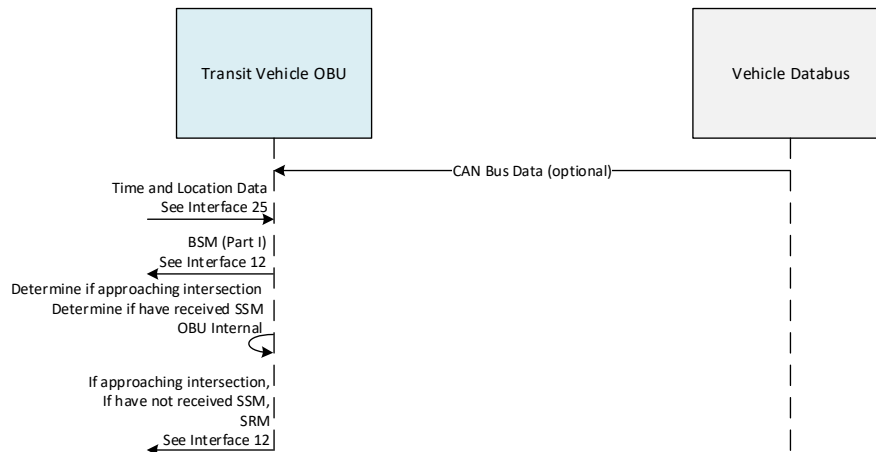 Transit Vehicle OBU
Vehicle Databus
CAN Bus Data (optional)
Time and Location Data
See Interface 25
BSM (Part I)
See Interface 12
Determine if approaching intersection
Determine if have received SSM
OBU Internal
If approaching intersection,
If have not received SSM,
SRM
See Interface 12